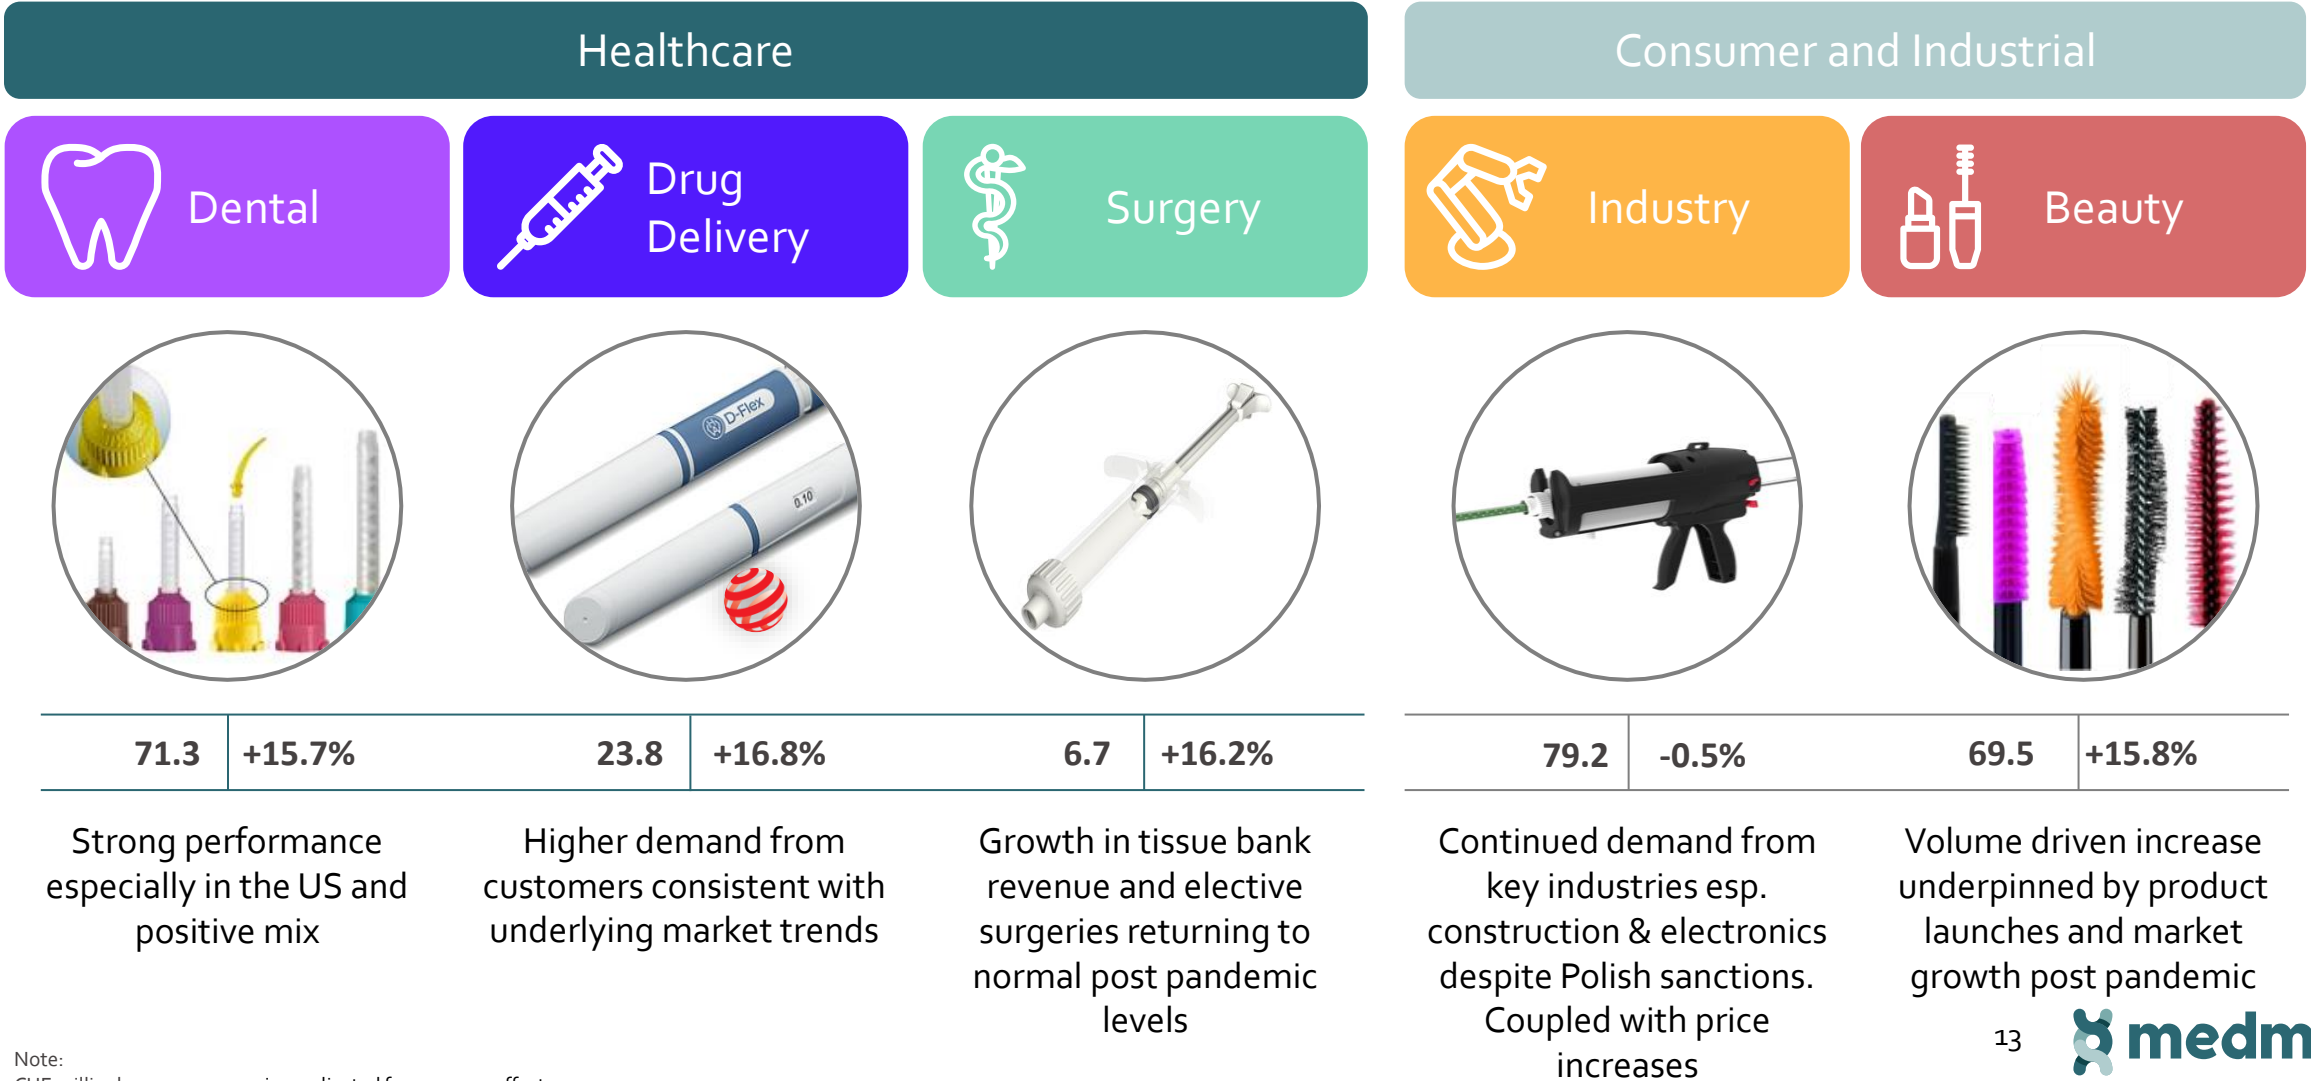 Healthcare
Consumer and Industrial
Dental
Drug
Delivery
Surgery
Industry
Beauty
D-Flex
0.10
71.3 +15.7%
23.8 +16.8%
6.7 +16.2%
79.2 -0.5%
69.5 +15.8%
Strong performance
especially in the US and
positive mix
Higher demand from
customers consistent with
underlying market trends
Growth in tissue bank
revenue and elective
surgeries returning to
normal post pandemic
levels
Continued demand from
key industries esp.
construction & electronics
despite Polish sanctions.
Coupled with price
increases
Volume driven increase
underpinned by product
launches and market
growth post pandemic
Note:
13
medm